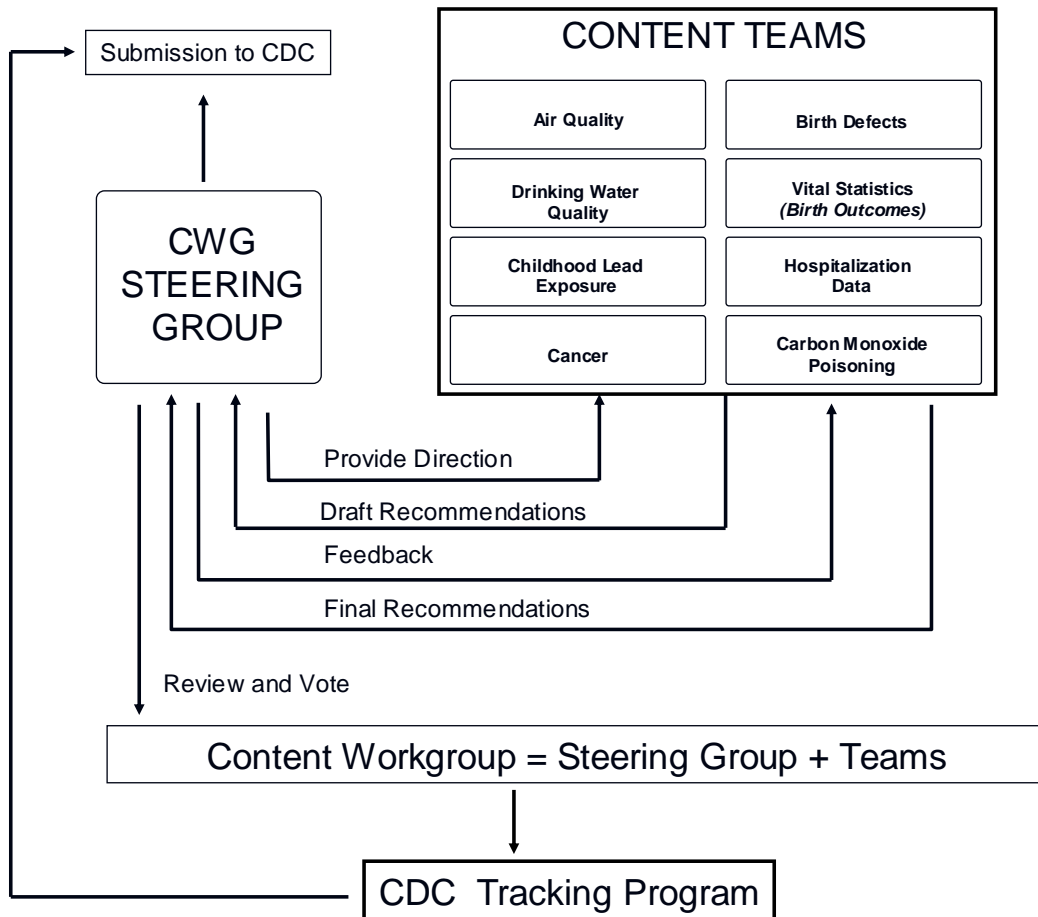 Submission to CDC
CONTENT TEAMS
Air Quality
Birth Defects
Drinking Water
Quality
Vital Statistics
(Birth Outcomes)
Childhood Lead
Exposure
Hospitalization
Data
Cancer
Carbon Monoxide
Poisoning
CWG
STEERING
GROUP
Provide Direction
Draft Recommendations
Feedback
Final Recommendations
Review and Vote
Content Workgroup = Steering Group + Teams
CDC Tracking Program